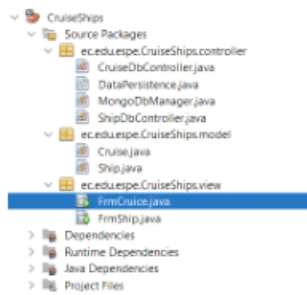 CruiseShips
Source Packages
ec.edu.espe.CruiseShips.controller
CruiseDbController.java
DataPersistence.java
MongoDbManager.java
ShipDbController.java
ec.edu.espe.CruiseShips.model
Cruise.java
Ship.java
ec.edu.espe.CruiseShips.view
FrmCruice.java
FrmShip.java
Dependencies
Runtime Dependencies
Java Dependencies
Project Files